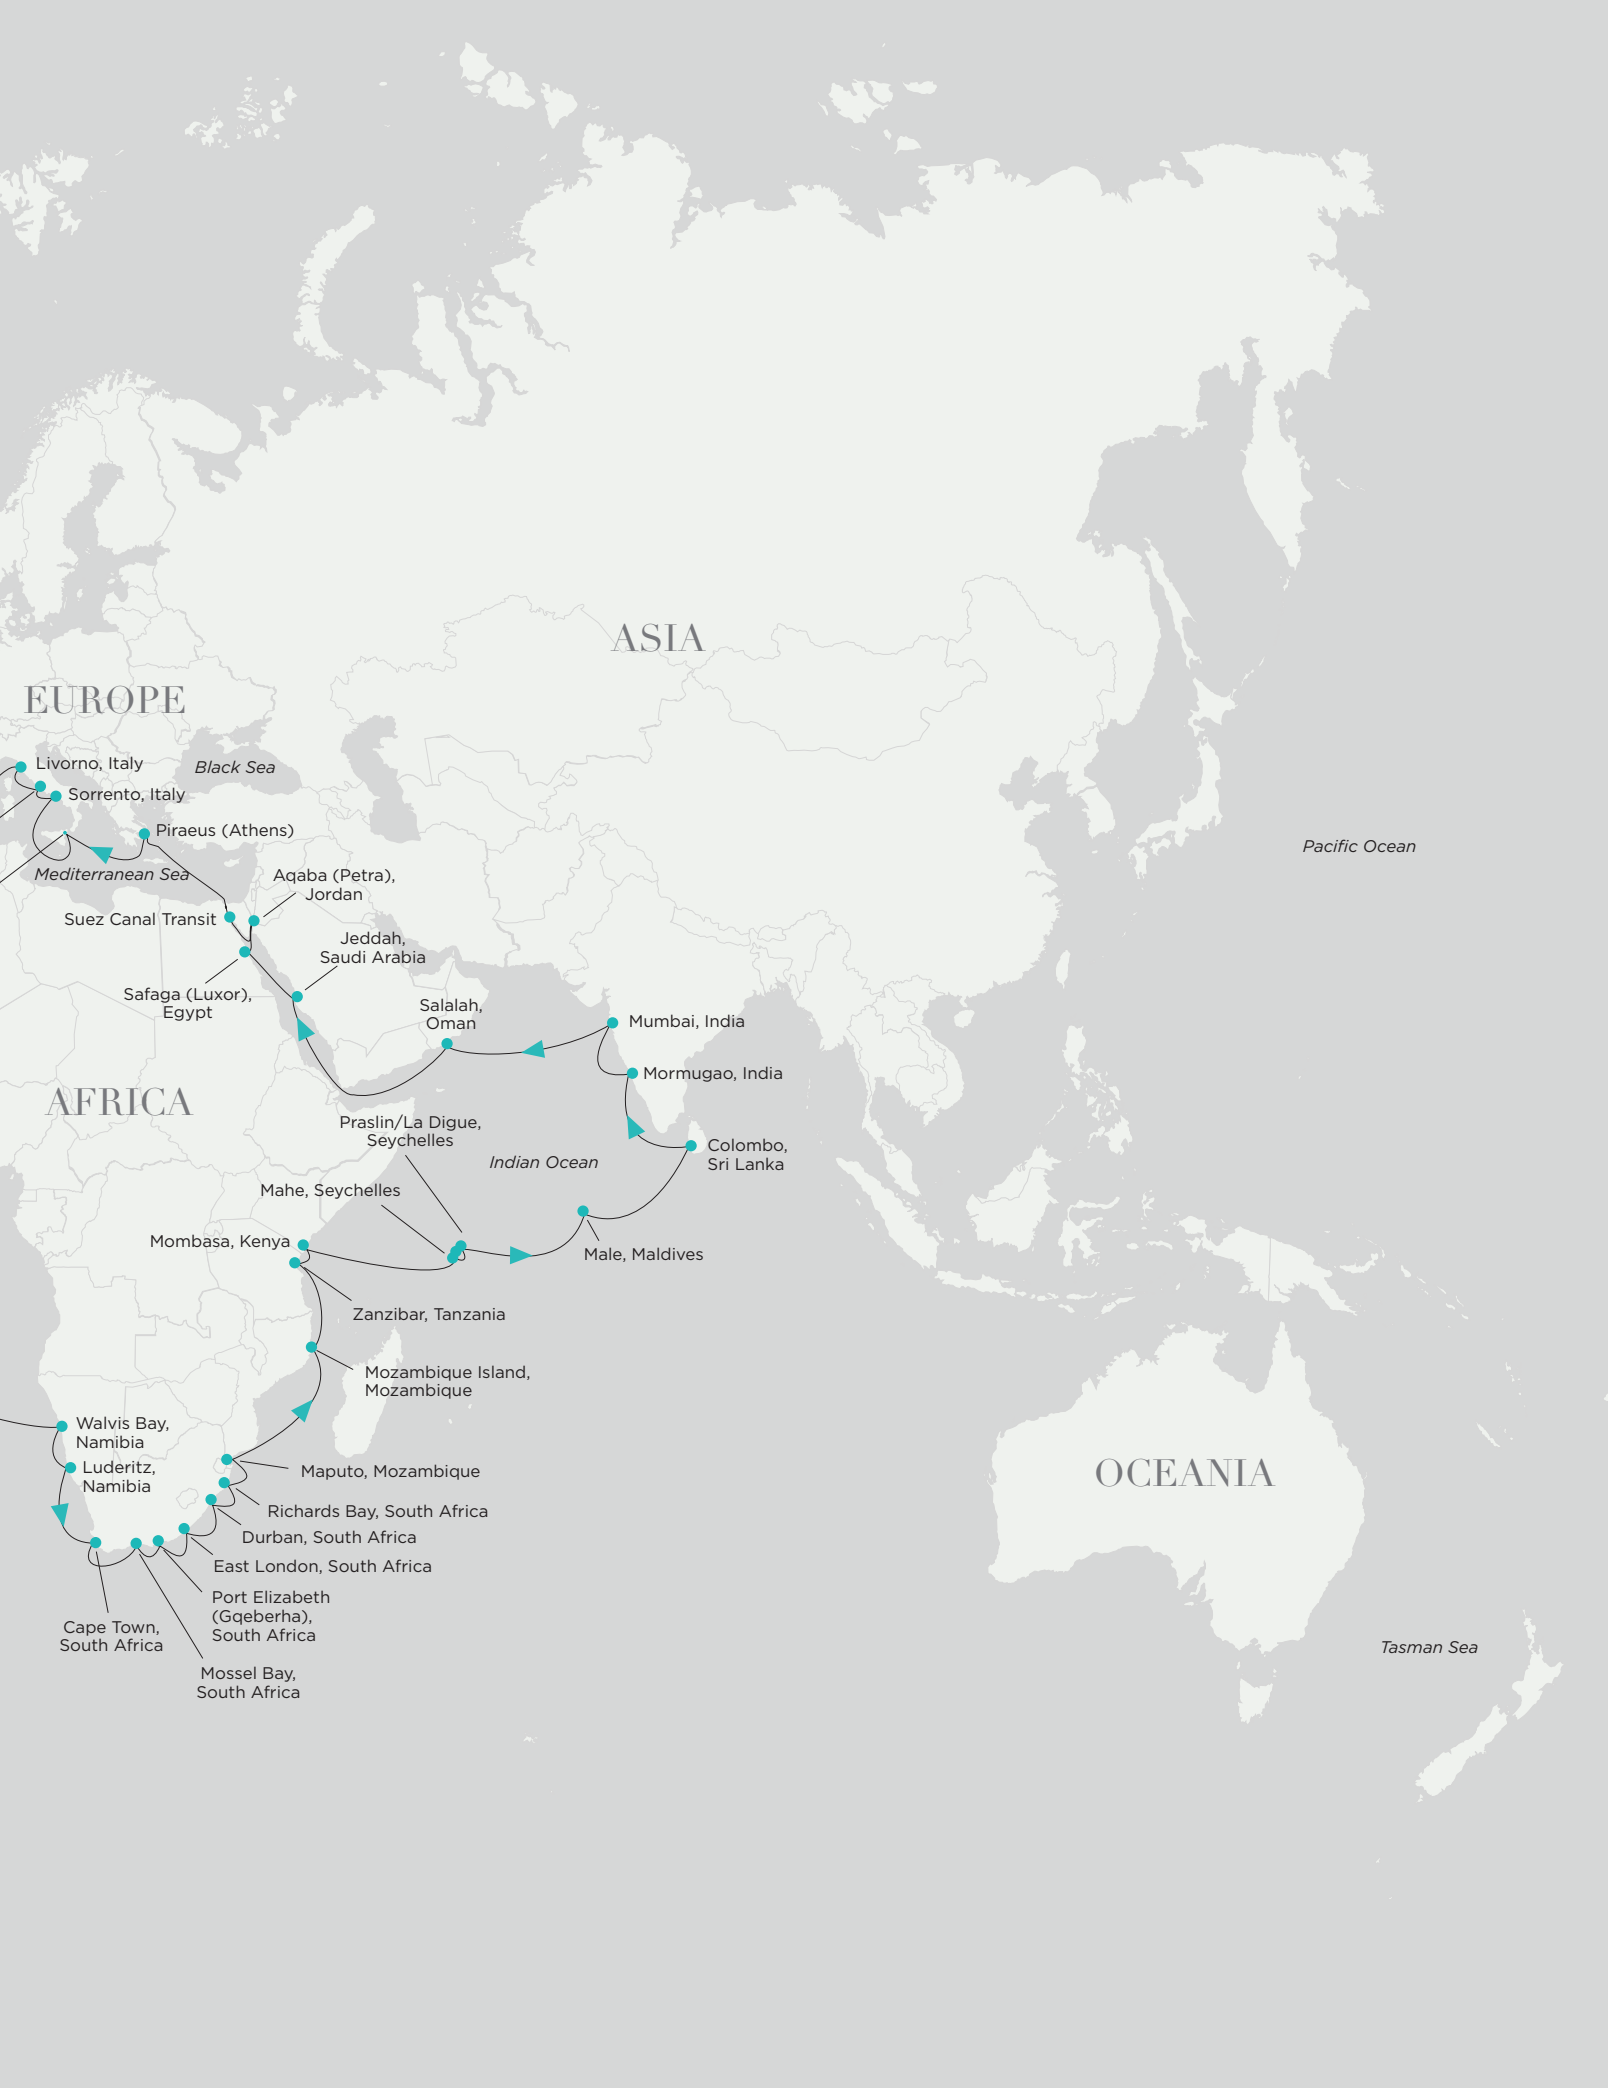 ASIA
EUROPE
Livorno, Italy
Black Sea
Sorrento, Italy
Piraeus (Athens)
Pacific Ocean
Mediterranean Sea
Aqaba (Petra),
Jordan
Suez Canal Transit
Jeddah,
Saudi Arabia
Safaga (Luxor),
Egypt
Salalah,
Oman
Mumbai, India
Mormugao, India
AFRICA
Praslin/La Digue,
Seychelles
Colombo,
Sri Lanka
Indian Ocean
Mahe, Seychelles
Mombasa, Kenya
Male, Maldives
Zanzibar, Tanzania
Mozambique Island,
Mozambique
Walvis Bay,
Namibia
Luderitz,
Namibia
Maputo, Mozambique
OCEANIA
Richards Bay, South Africa
Durban, South Africa
East London, South Africa
Port Elizabeth
(Gqeberha),
South Africa
Cape Town,
South Africa
Tasman Sea
Mossel Bay,
South Africa